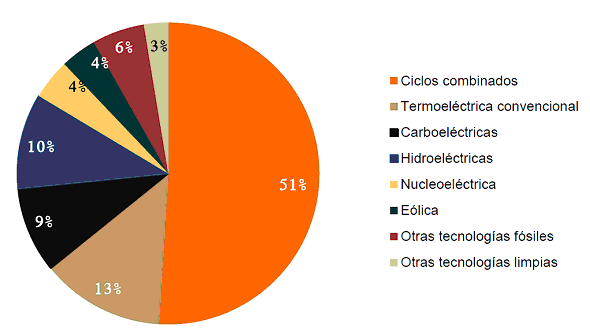 3%
6%
4%
4%
10%
9%
13%
51%
Ciclos combinados
Termoeléctrica convencional
Carboeléctricas
Hidroeléctricas
Nucleoeléctrica
Eólica
Otras tecnologías fósiles
Otras tecnologías limpias